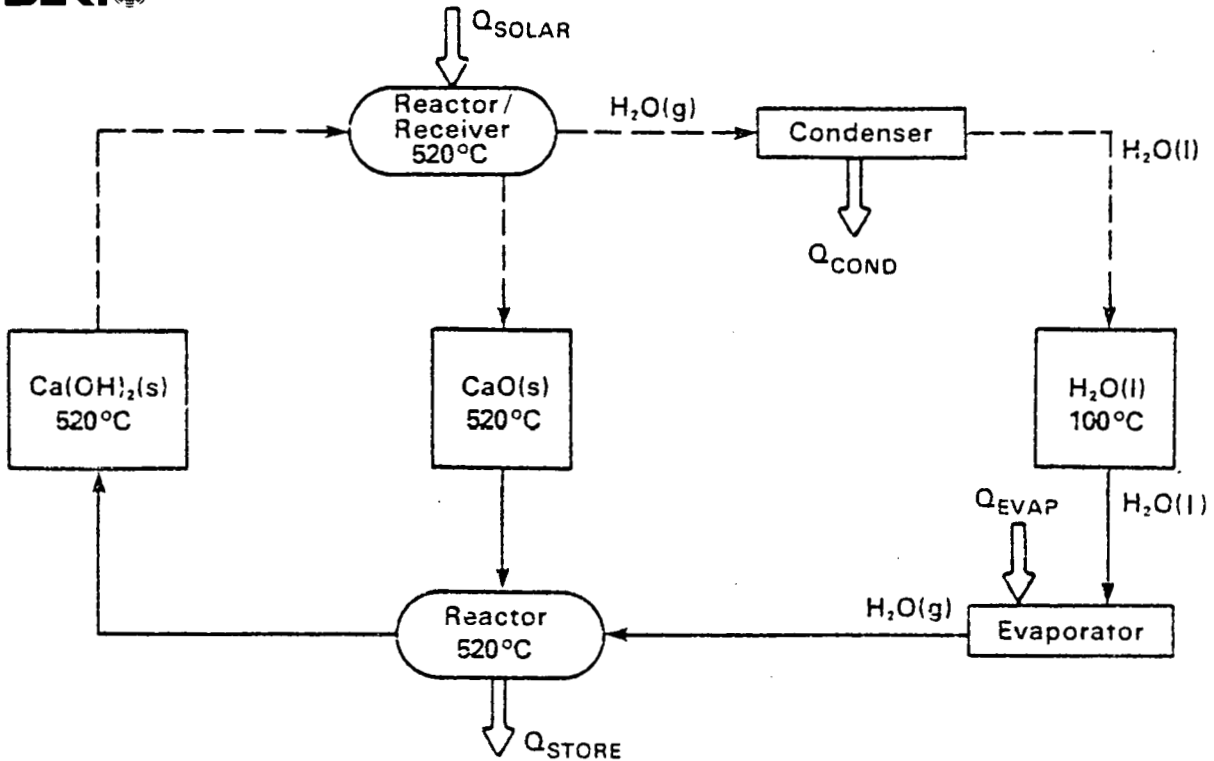 Q_SOLAR
Reactor/
Receiver
520°C
H₂O(g)
Condenser
H₂O(l)
Q_COND
Ca(OH)₂(s)
520°C
CaO(s)
520°C
H₂O(l)
100°C
Q_EVAP
H₂O(l)
H₂O(g)
Evaporator
Reactor
520°C
Q_STORE